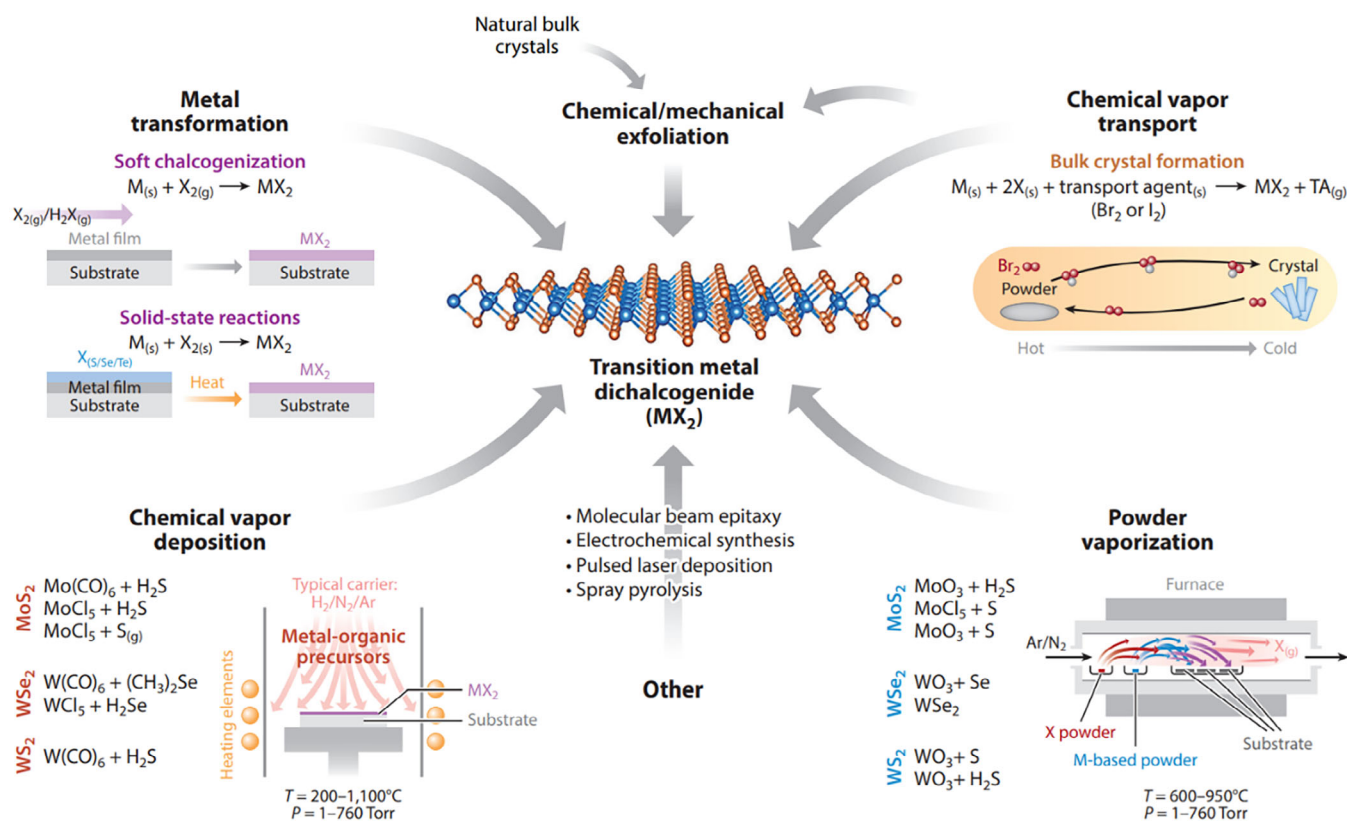 Natural bulk
crystals
Chemical/mechanical
exfoliation
Metal
transformation
Soft chalcogenization
M(s) + X2(g) → MX2
X2(g)/H2X(g)
Metal film
Substrate
MX2
Substrate
Solid-state reactions
M(s) + X2(s) → MX2
X(S/Se/Te)
Metal film
Substrate
Heat
MX2
Substrate
Chemical vapor
transport
Bulk crystal formation
M(s) + 2X(s) + transport agent(s) → MX2 + TA(g)
(Br2 or I2)
Br2
Powder
Crystal
Hot
Cold
Transition metal
dichalcogenide
(MX2)
Chemical vapor
deposition
MoS2
Mo(CO)6 + H2S
MoCl5 + H2S
MoCl5 + S(g)
WSe2
W(CO)6 + (CH3)2Se
WCl5 + H2Se
WS2
W(CO)6 + H2S
Typical carrier:
H2/N2/Ar
Metal-organic
precursors
Heating elements
MX2
Substrate
T = 200–1,100°C
P = 1–760 Torr
• Molecular beam epitaxy
• Electrochemical synthesis
• Pulsed laser deposition
• Spray pyrolysis
Other
Powder
vaporization
MoS2
MoO3 + H2S
MoCl5 + S
MoO3 + S
WSe2
WO3 + Se
WSe2
WS2
WO3 + S
WO3 + H2S
Furnace
Ar/N2
X(g)
X powder
M-based powder
Substrate
T = 600–950°C
P = 1–760 Torr